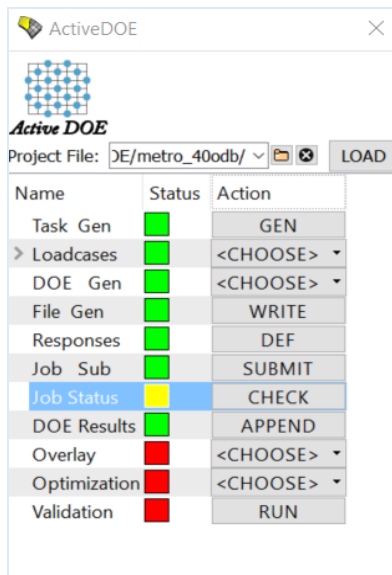 ActiveDOE
Active DOE
Project File: DE/metro_40odb/ LOAD
Name Status Action
Task Gen GEN
Loadcases <CHOOSE>
DOE Gen <CHOOSE>
File Gen WRITE
Responses DEF
Job Sub SUBMIT
Job Status CHECK
DOE Results APPEND
Overlay <CHOOSE>
Optimization <CHOOSE>
Validation RUN